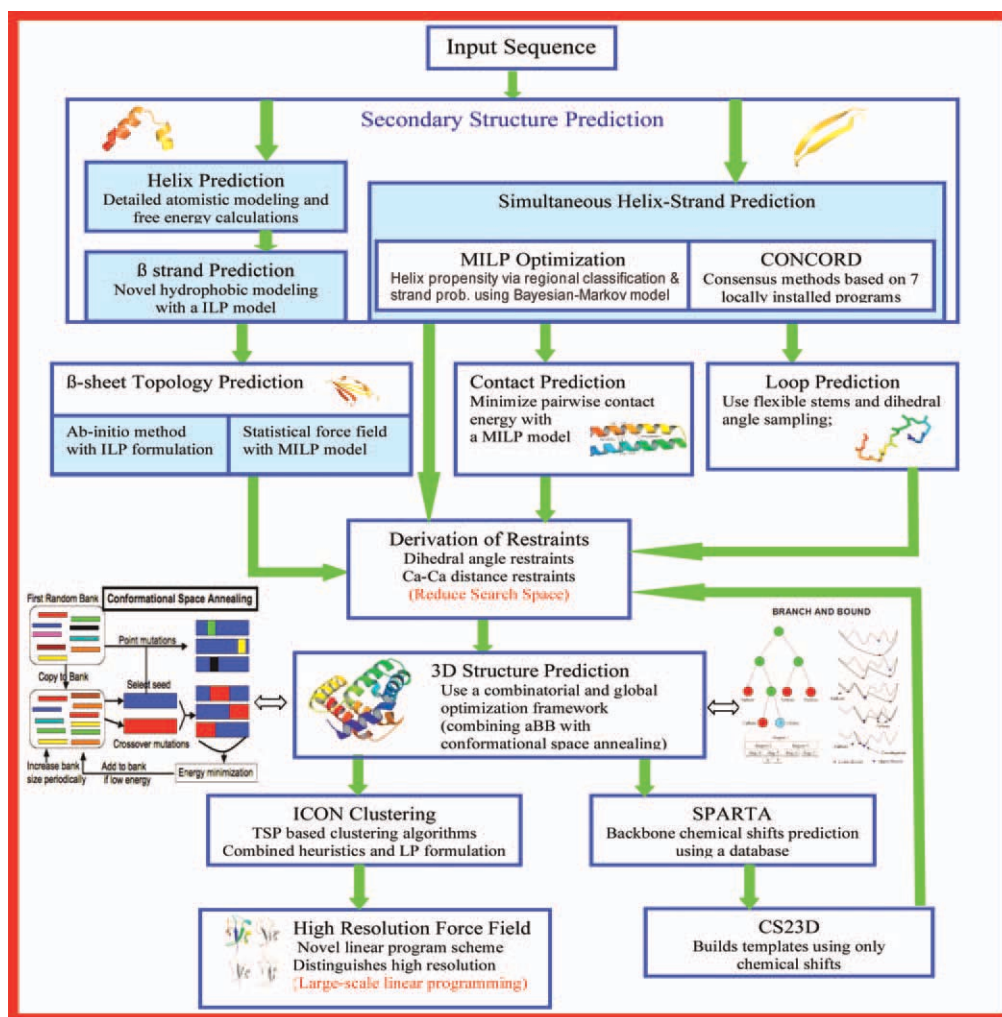 Input Sequence
Secondary Structure Prediction
Helix Prediction
Detailed atomistic modeling and
free energy calculations
ß strand Prediction
Novel hydrophobic modeling
with a ILP model
Simultaneous Helix-Strand Prediction
MILP Optimization
Helix propensity via regional classification &
strand prob. using Bayesian-Markov model
CONCORD
Consensus methods based on 7
locally installed programs
ß-sheet Topology Prediction
Ab-initio method
with ILP formulation
Statistical force field
with MILP model
Contact Prediction
Minimize pairwise contact
energy with
a MILP model
Loop Prediction
Use flexible stems and dihedral
angle sampling;
Derivation of Restraints
Dihedral angle restraints
Ca-Ca distance restraints
(Reduce Search Space)
First Random Bank
Conformational Space Annealing
Point mutations
Copy to Bank
Select seed
Crossover mutations
Increase bank
size periodically
Add to bank
if low energy
Energy minimization
3D Structure Prediction
Use a combinatorial and global
optimization framework
(combining aBB with
conformational space annealing)
BRANCH AND BOUND
ICON Clustering
TSP based clustering algorithms
Combined heuristics and LP formulation
SPARTA
Backbone chemical shifts prediction
using a database
High Resolution Force Field
Novel linear program scheme
Distinguishes high resolution
(Large-scale linear programming)
CS23D
Builds templates using only
chemical shifts